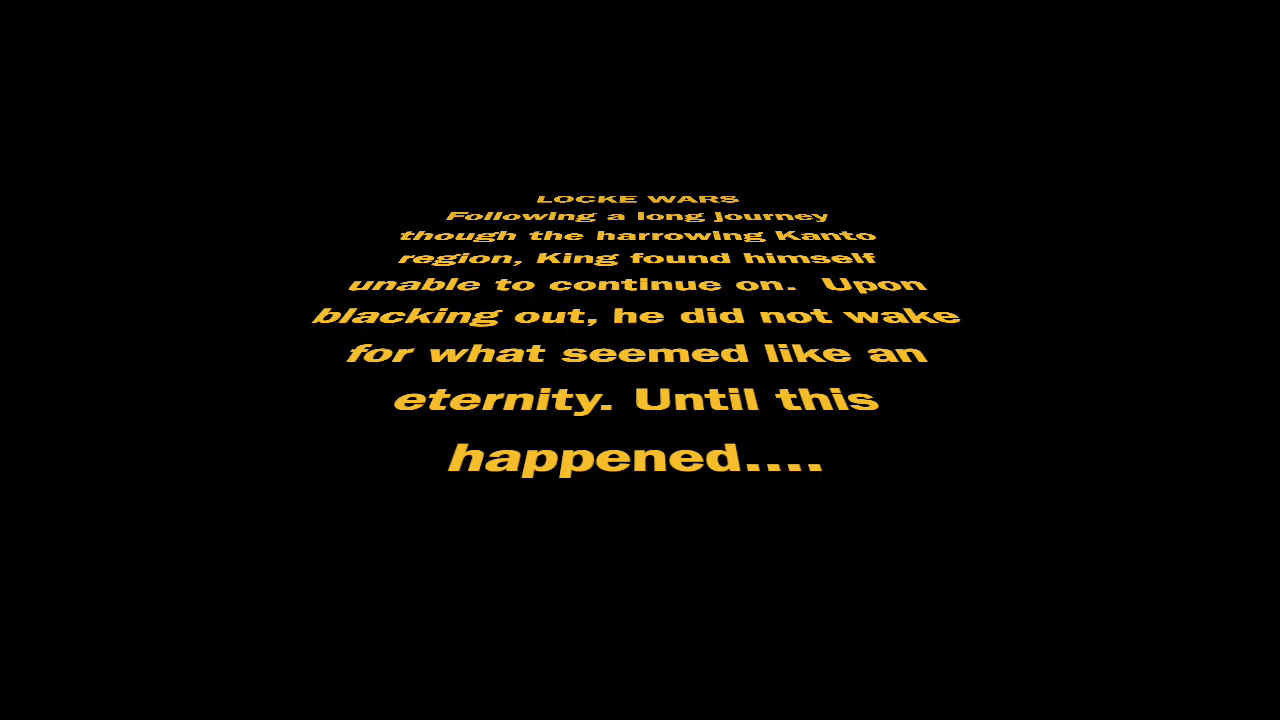 LOCKE WARS
Following a long journey
though the harrowing Kanto
region, King found himself
unable to continue on.  Upon
blacking out, he did not wake
for what seemed like an
eternity. Until this
happened....